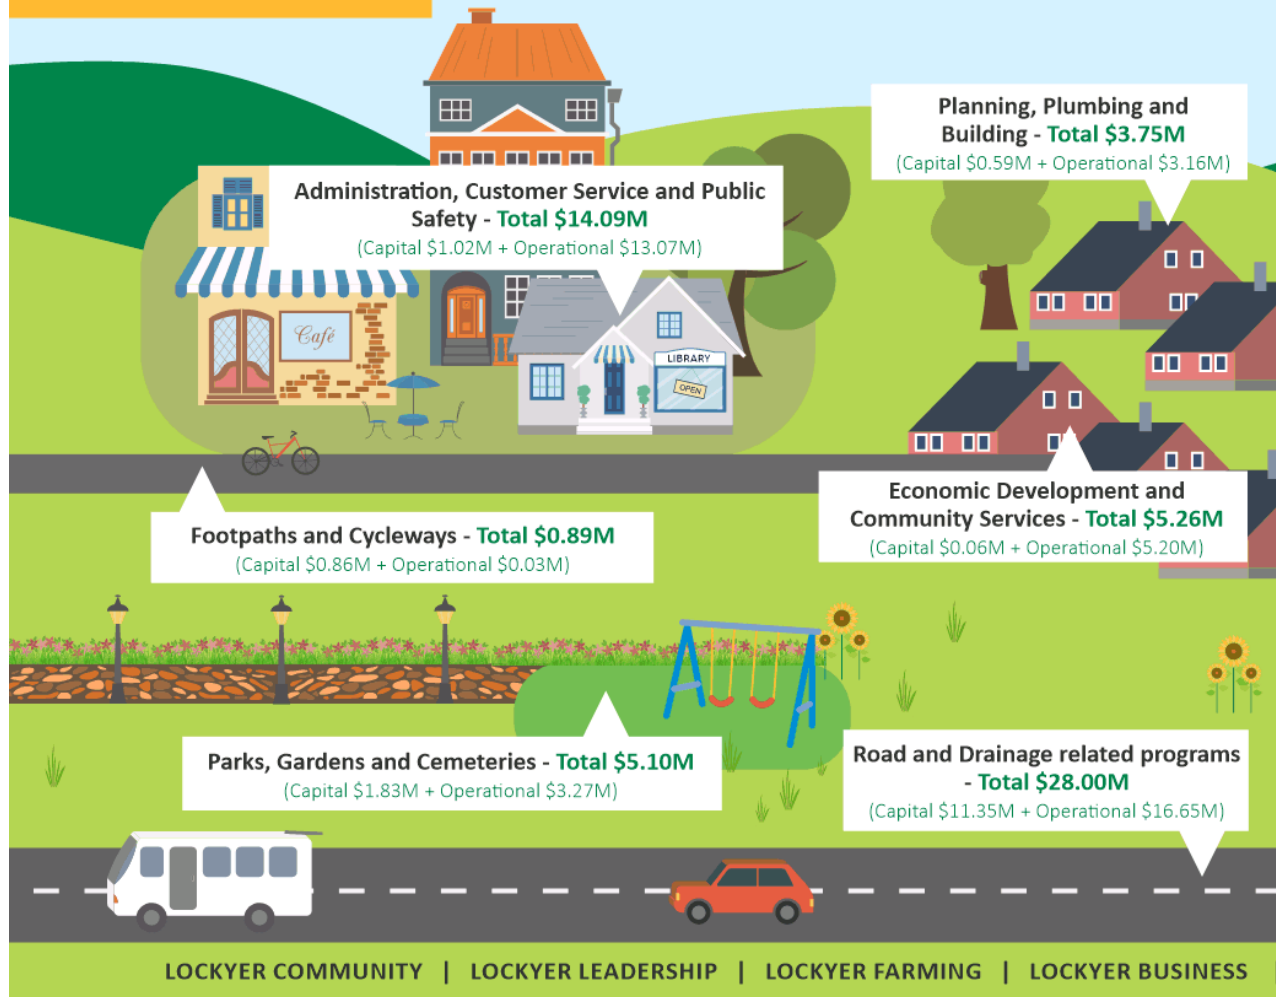 Planning, Plumbing and
Building - Total $3.75M
(Capital $0.59M + Operational $3.16M)
Administration, Customer Service and Public
Safety - Total $14.09M
(Capital $1.02M + Operational $13.07M)
Café
LIBRARY
OPEN
Economic Development and
Community Services - Total $5.26M
(Capital $0.06M + Operational $5.20M)
Footpaths and Cycleways - Total $0.89M
(Capital $0.86M + Operational $0.03M)
Parks, Gardens and Cemeteries - Total $5.10M
(Capital $1.83M + Operational $3.27M)
Road and Drainage related programs
- Total $28.00M
(Capital $11.35M + Operational $16.65M)
LOCKYER COMMUNITY | LOCKYER LEADERSHIP | LOCKYER FARMING | LOCKYER BUSINESS